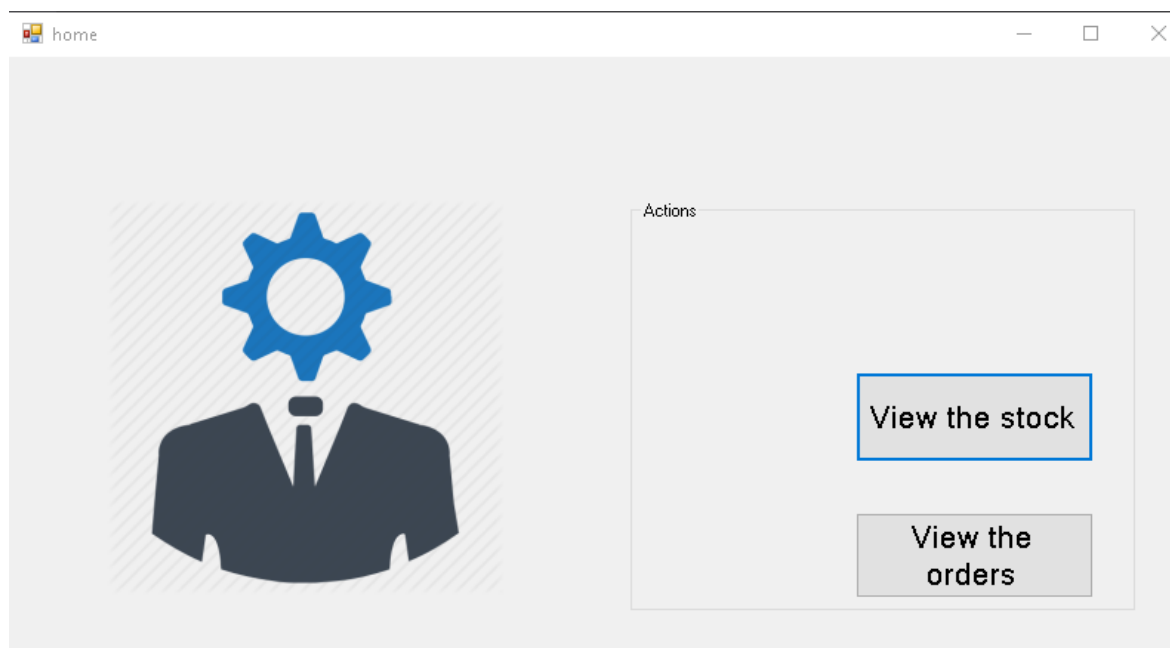 home
Actions
View the stock
View the
orders